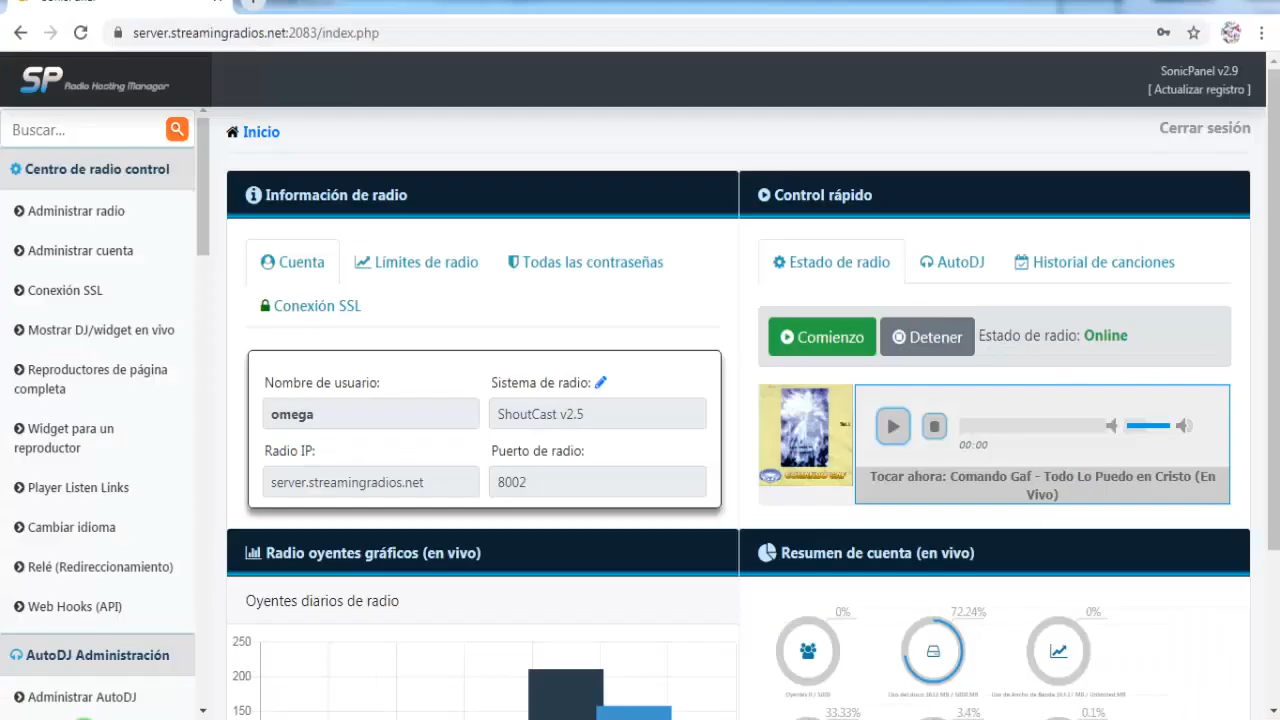 server.streamingradios.net:2083/index.php
SP Radio Hosting Manager
SonicPanel v2.9
[ Actualizar registro ]
Buscar...
Inicio
Cerrar sesión
Centro de radio control
Administrar radio
Administrar cuenta
Conexión SSL
Mostrar DJ/widget en vivo
Reproductores de página
completa
Widget para un
reproductor
Player Listen Links
Cambiar idioma
Relé (Redireccionamiento)
Web Hooks (API)
AutoDJ Administración
Administrar AutoDJ
Información de radio
Cuenta
Límites de radio
Todas las contraseñas
Conexión SSL
Nombre de usuario:
Sistema de radio:
omega
ShoutCast v2.5
Radio IP:
Puerto de radio:
server.streamingradios.net
8002
Control rápido
Estado de radio
AutoDJ
Historial de canciones
Comienzo
Detener
Estado de radio: Online
00:00
Tocar ahora: Comando Gaf - Todo Lo Puedo en Cristo (En
Vivo)
Radio oyentes gráficos (en vivo)
Oyentes diarios de radio
250
200
150
Resumen de cuenta (en vivo)
0%
72.24%
0%
33.33%
3.4%
0.1%